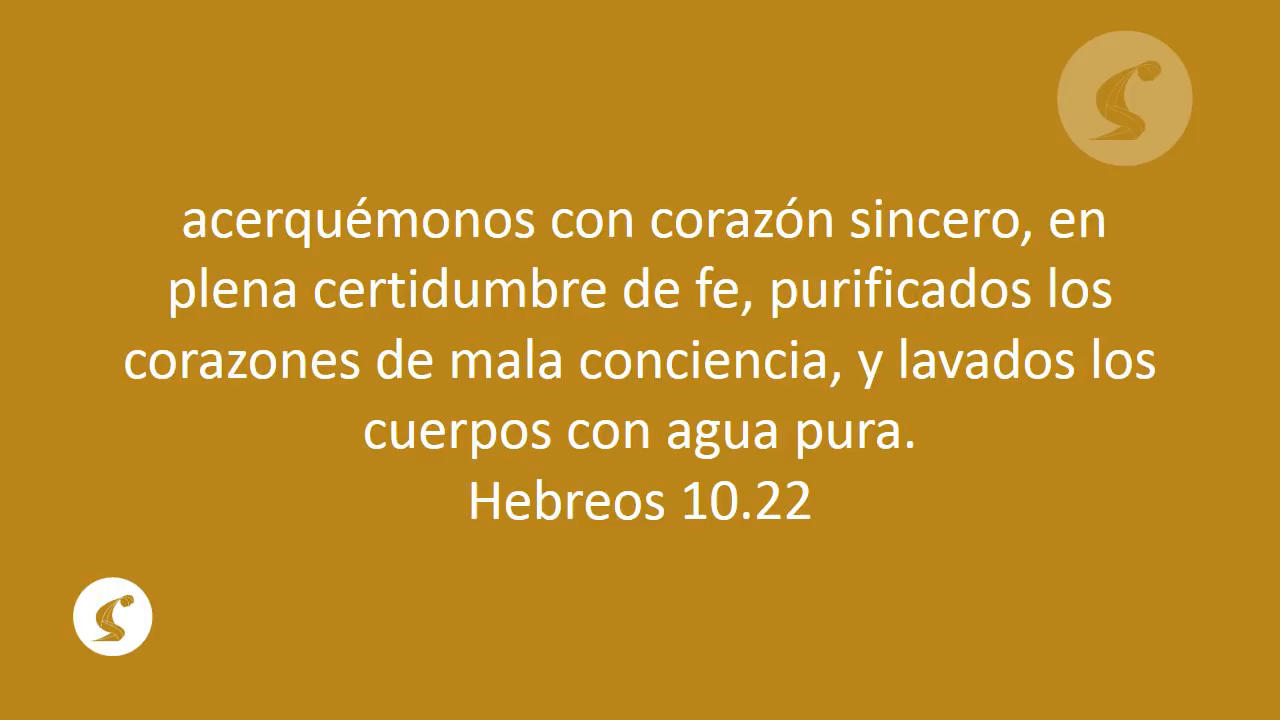 acerquémonos con corazón sincero, en
plena certidumbre de fe, purificados los
corazones de mala conciencia, y lavados los
cuerpos con agua pura.
Hebreos 10.22